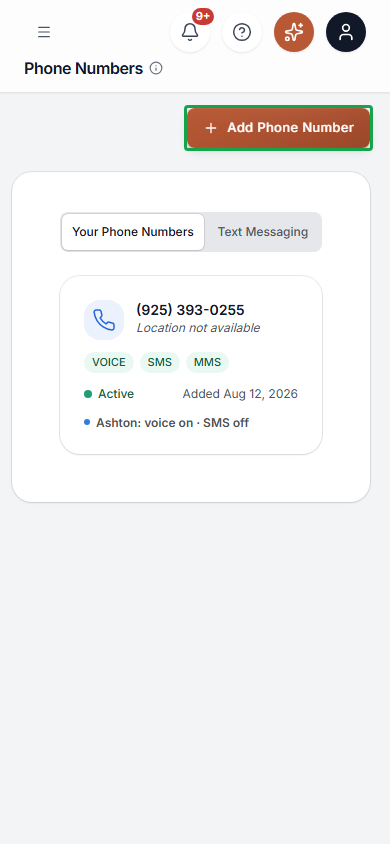 9+
Phone Numbers
+ Add Phone Number
Your Phone Numbers Text Messaging
(925) 393-0255
Location not available
VOICE SMS MMS
Active Added Aug 12, 2026
Ashton: voice on · SMS off